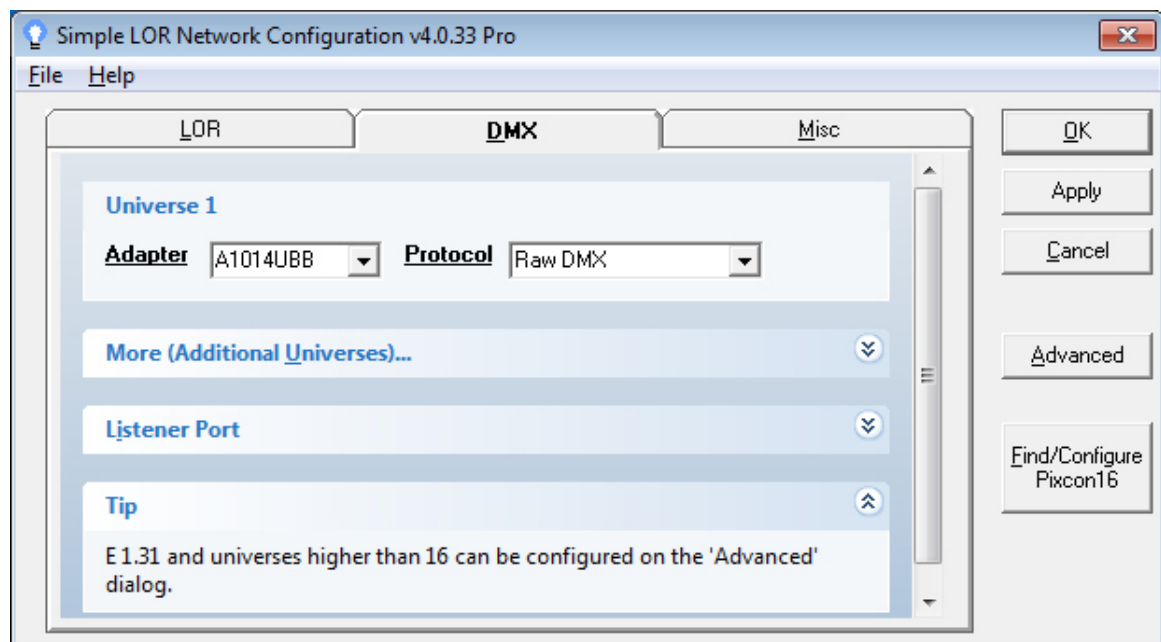 Simple LOR Network Configuration v4.0.33 Pro
File Help
LOR DMX Misc
OK
Universe 1
Apply
Adapter A1014UBB Protocol Raw DMX
Cancel
More (Additional Universes)...
Advanced
Listener Port
Find/Configure
Pixcon16
Tip
E 1.31 and universes higher than 16 can be configured on the 'Advanced'
dialog.